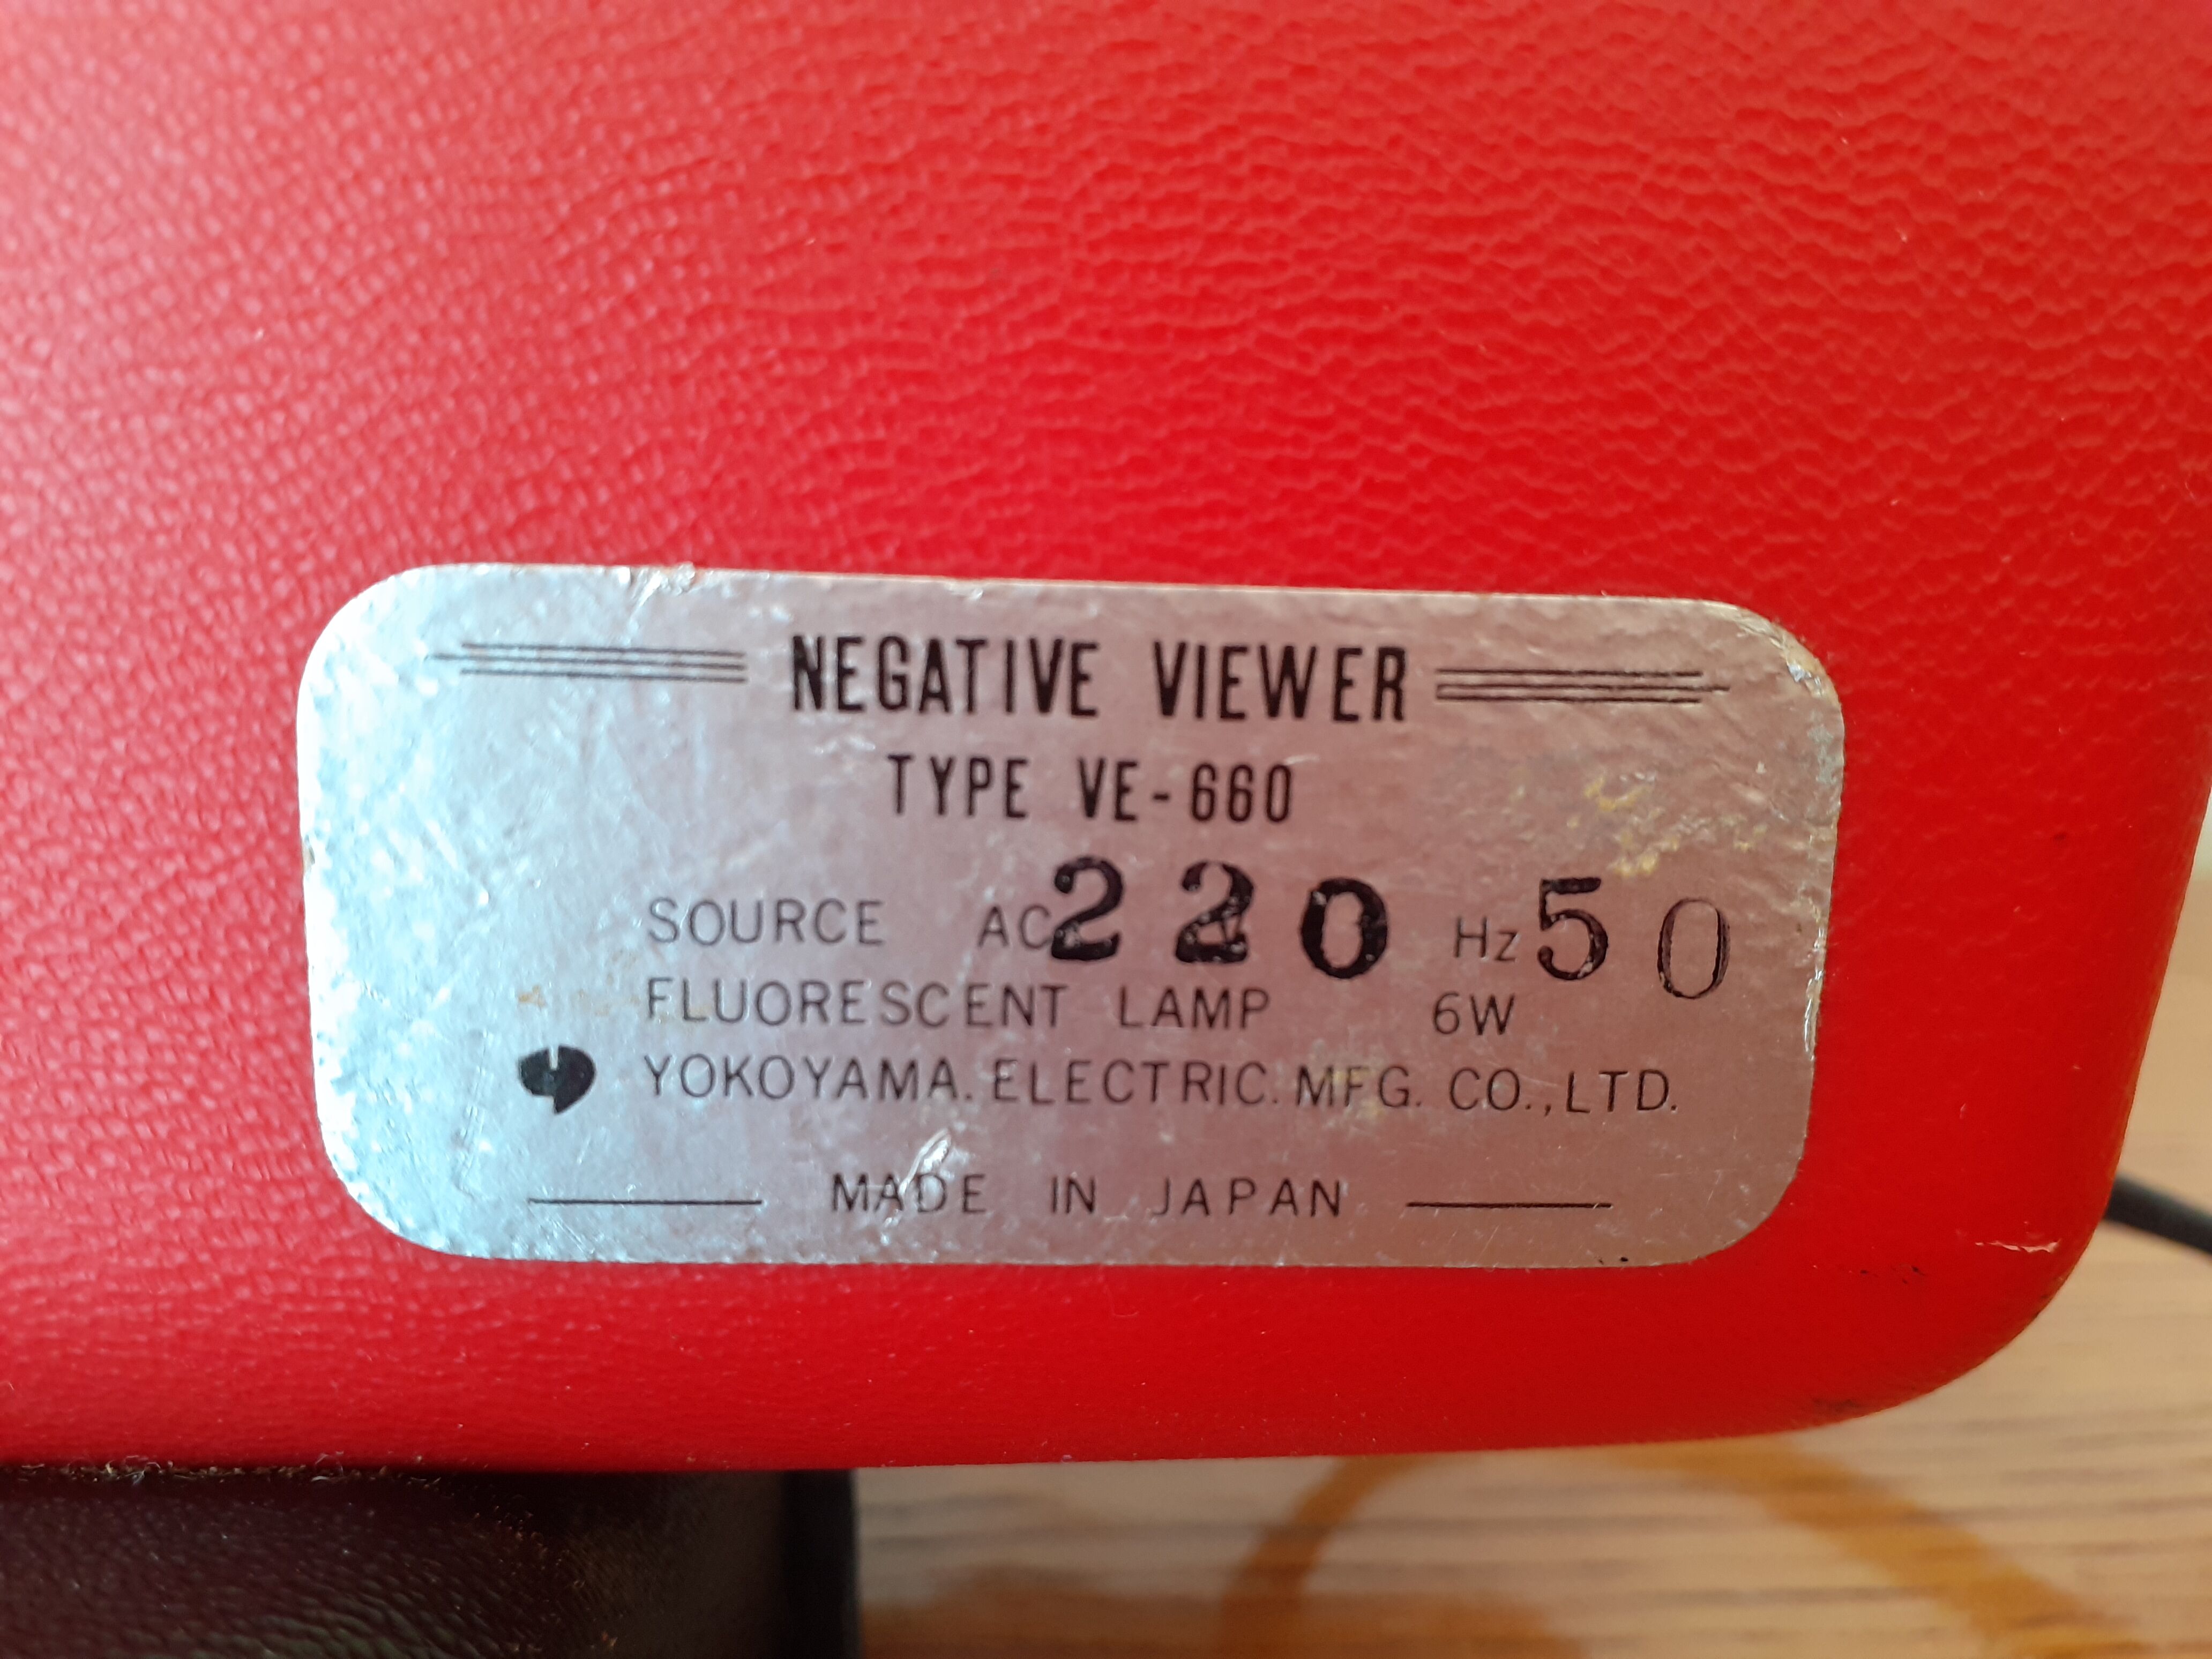 NEGATIVE VIEWER
TYPE VE-660
SOURCE AC 220 Hz 50
FLUORESCENT LAMP 6W
YOKOYAMA. ELECTRIC. MFG. CO., LTD.
MADE IN JAPAN